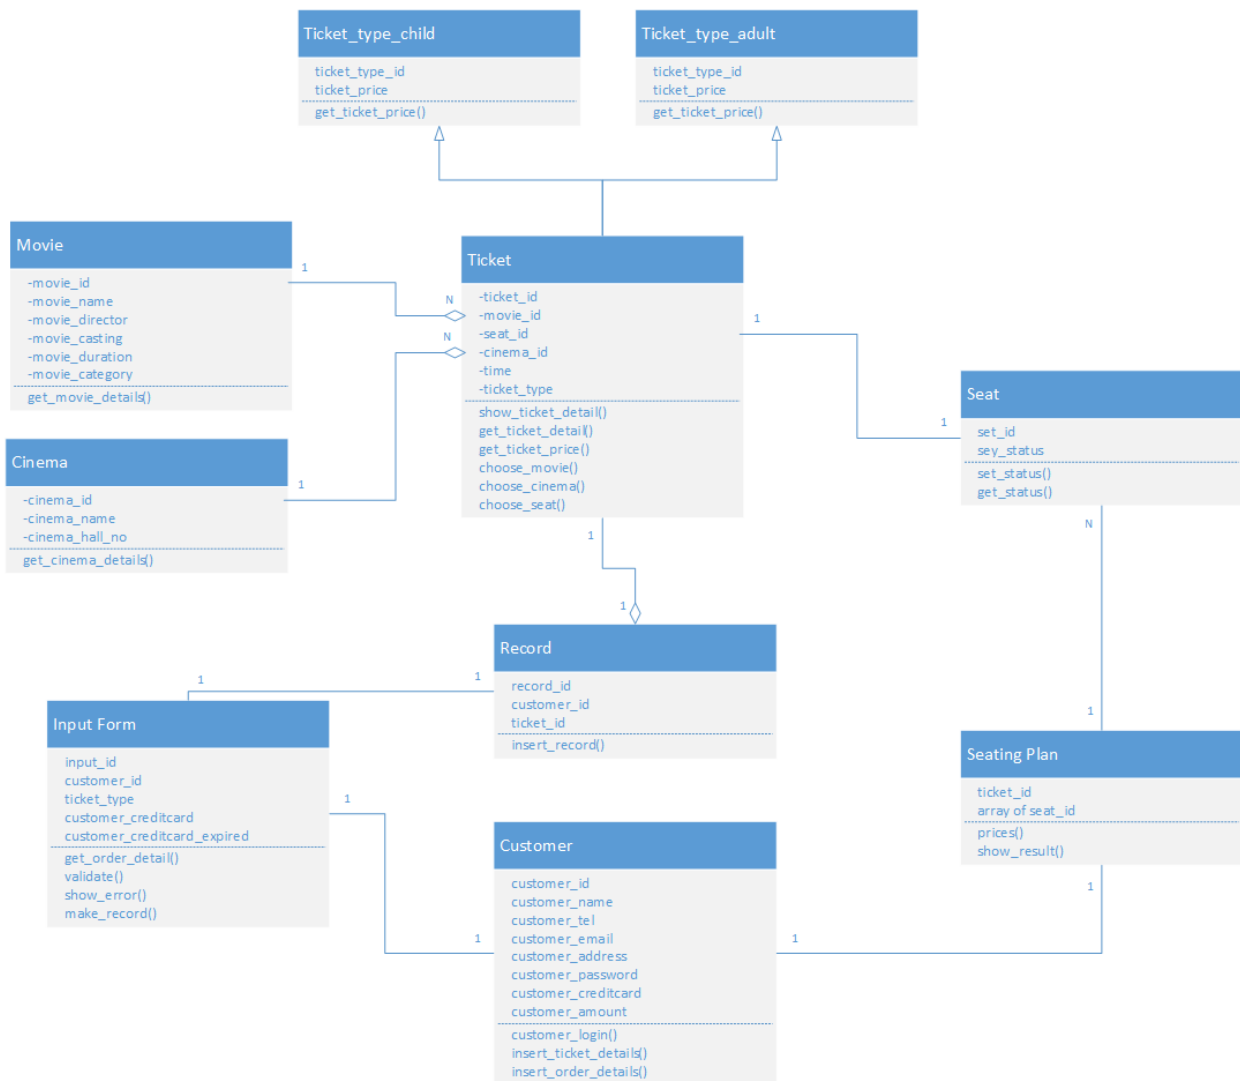 Ticket_type_child
ticket_type_id
ticket_price
get_ticket_price()
Ticket_type_adult
ticket_type_id
ticket_price
get_ticket_price()
Movie
-movie_id
-movie_name
-movie_director
-movie_casting
-movie_duration
-movie_category
get_movie_details()
1
N
Ticket
-ticket_id
-movie_id
-seat_id
-cinema_id
-time
-ticket_type
show_ticket_detail()
get_ticket_detail()
get_ticket_price()
choose_movie()
choose_cinema()
choose_seat()
1
1
N
Cinema
-cinema_id
-cinema_name
-cinema_hall_no
get_cinema_details()
1
Seat
set_id
sey_status
set_status()
get_status()
N
1
1
1
Record
record_id
customer_id
ticket_id
insert_record()
1
1
Input Form
input_id
customer_id
ticket_type
customer_creditcard
customer_creditcard_expired
get_order_detail()
validate()
show_error()
make_record()
1
1
Seating Plan
ticket_id
array of seat_id
prices()
show_result()
1
1
Customer
customer_id
customer_name
customer_tel
customer_email
customer_address
customer_password
customer_creditcard
customer_amount
customer_login()
insert_ticket_details()
insert_order_details()